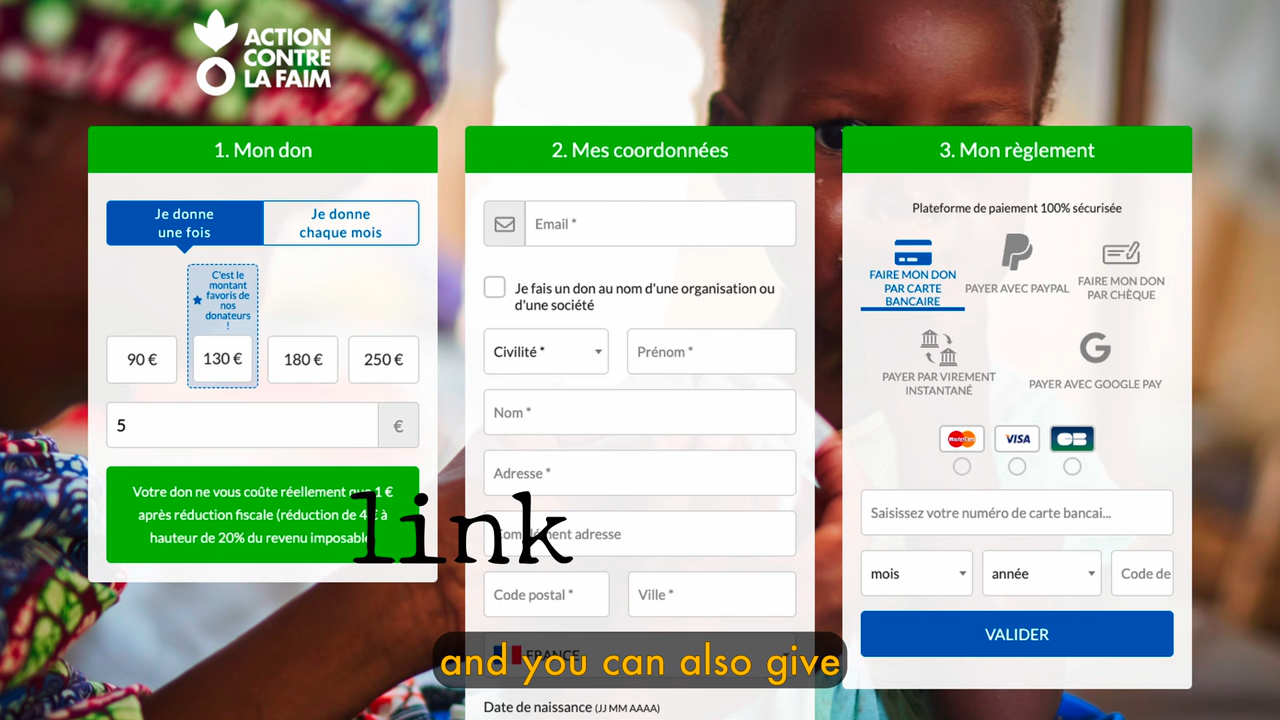 ACTION
CONTRE
LA FAIM
1. Mon don
Je donne
une fois
Je donne
chaque mois
C'est le
montant
favoris de
nos
donateurs
!
90 €
130 €
180 €
250 €
5
€
Votre don ne vous coûte réellement que 1 €
après réduction fiscale (réduction de 4 € à
hauteur de 20% du revenu imposable
link
2. Mes coordonnées
Email *
Je fais un don au nom d'une organisation ou
d'une société
Civilité *
Prénom *
Nom *
Adresse *
Complément adresse
Code postal *
Ville *
FRANCE
and you can also give
Date de naissance (JJ MM AAAA)
3. Mon règlement
Plateforme de paiement 100% sécurisée
FAIRE MON DON
PAR CARTE
BANCAIRE
PAYER AVEC PAYPAL
FAIRE MON DON
PAR CHÈQUE
PAYER PAR VIREMENT
INSTANTANÉ
G
PAYER AVEC GOOGLE PAY
MasterCard
VISA
CB
Saisissez votre numéro de carte bancai...
mois
année
Code de
VALIDER